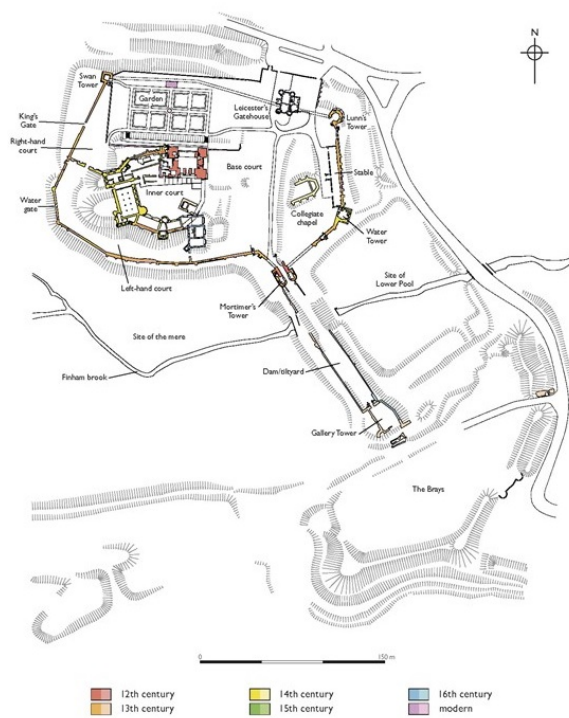 N
Swan
Tower
Garden
King's
Gate
Leicester's
Gatehouse
Lunn's
Tower
Right-hand
court
Base court
Stable
Inner court
Water
gate
Collegiate
chapel
Water
Tower
Left-hand court
Site of
Lower Pool
Mortimer's
Tower
Site of the mere
Finham brook
Dam/tiltyard
Gallery Tower
The Brays
0
150 m
12th century
13th century
14th century
15th century
16th century
modern